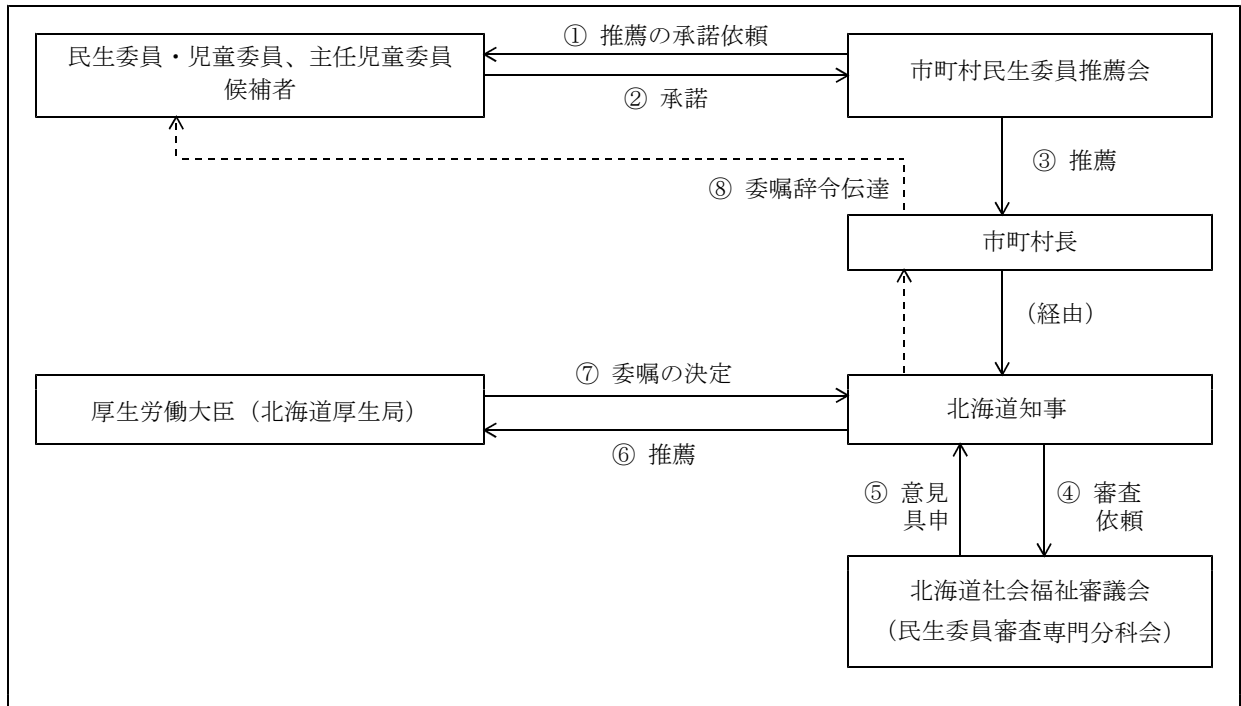 ① 推薦の承諾依頼
民生委員・児童委員、主任児童委員
候補者
市町村民生委員推薦会
② 承諾
③ 推薦
⑧ 委嘱辞令伝達
市町村長
（経由）
⑦ 委嘱の決定
厚生労働大臣（北海道厚生局）
北海道知事
⑥ 推薦
⑤ 意見
具申
④ 審査
依頼
北海道社会福祉審議会
（民生委員審査専門分科会）